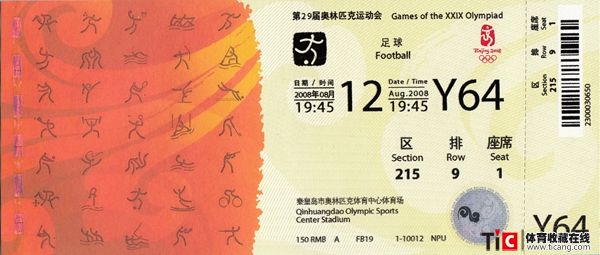 第29届奥林匹克运动会 Games of the XXIX Olympiad
足球
Football
Beijing 2008
日期 / 时间
2008年08月
19:45
12
Date / Time
Aug.2008
19:45
Y64
区 排 座席
Section Row Seat
215 9 1
秦皇岛市奥林匹克体育中心体育场
Qinhuangdao Olympic Sports
Center Stadium
150 RMB A FB19 1-10012 NPU
座席 Seat 1
排 Row 9
区 Section 215
2300030650
Y64
TiC 体育收藏在线
www.ticang.com